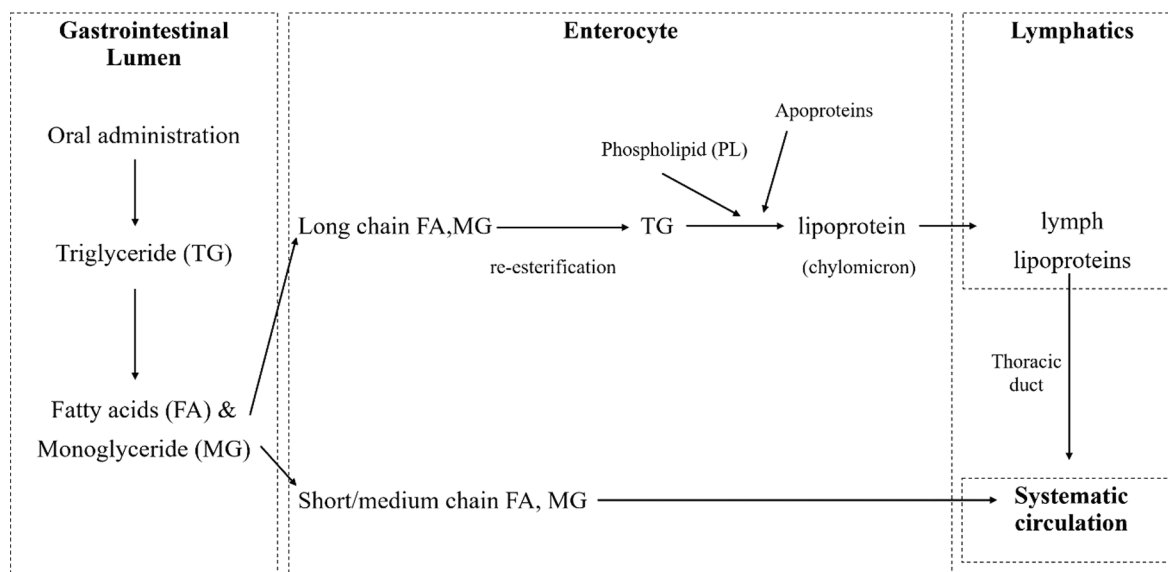 Gastrointestinal
Lumen
Oral administration
Triglyceride (TG)
Fatty acids (FA) &
Monoglyceride (MG)
Enterocyte
Apoproteins
Phospholipid (PL)
Long chain FA,MG
re-esterification
TG
lipoprotein
(chylomicron)
Short/medium chain FA, MG
Lymphatics
lymph
lipoproteins
Thoracic
duct
Systematic
circulation